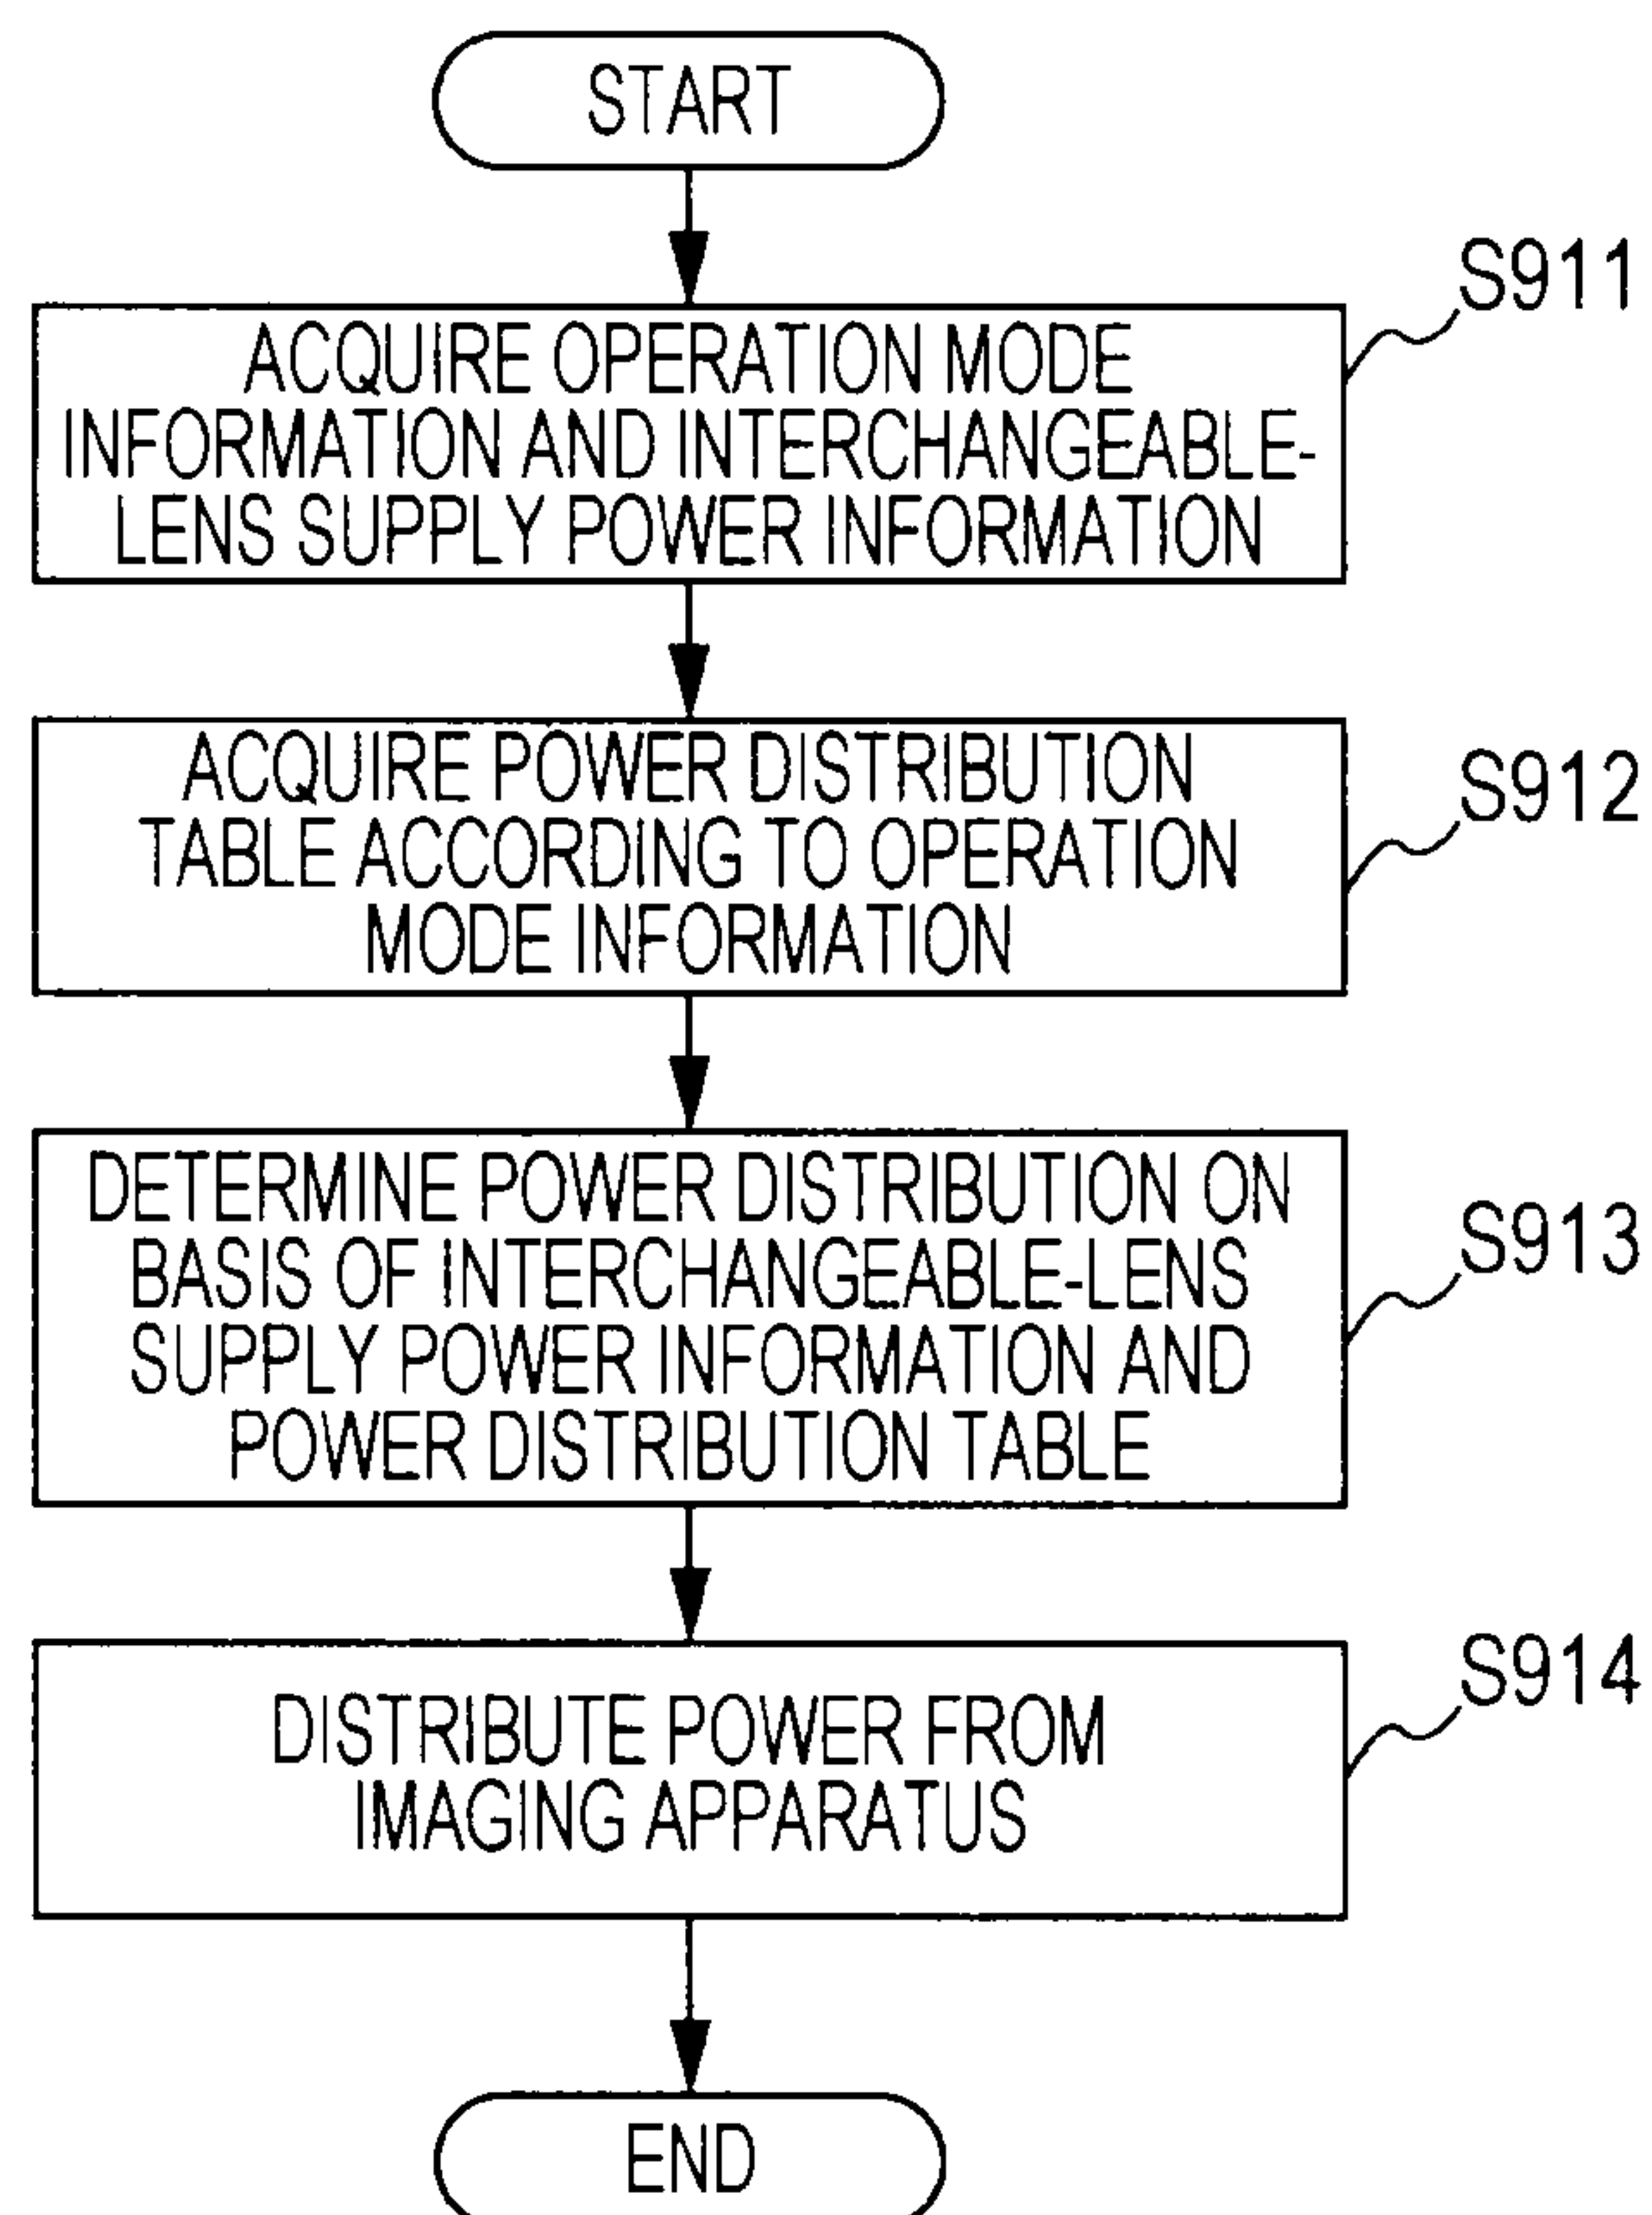 START
S911
ACQUIRE OPERATION MODE
INFORMATION AND INTERCHANGEABLE-
LENS SUPPLY POWER INFORMATION
S912
ACQUIRE POWER DISTRIBUTION
TABLE ACCORDING TO OPERATION
MODE INFORMATION
S913
DETERMINE POWER DISTRIBUTION ON
BASIS OF INTERCHANGEABLE-LENS
SUPPLY POWER INFORMATION AND
POWER DISTRIBUTION TABLE
S914
DISTRIBUTE POWER FROM
IMAGING APPARATUS
END